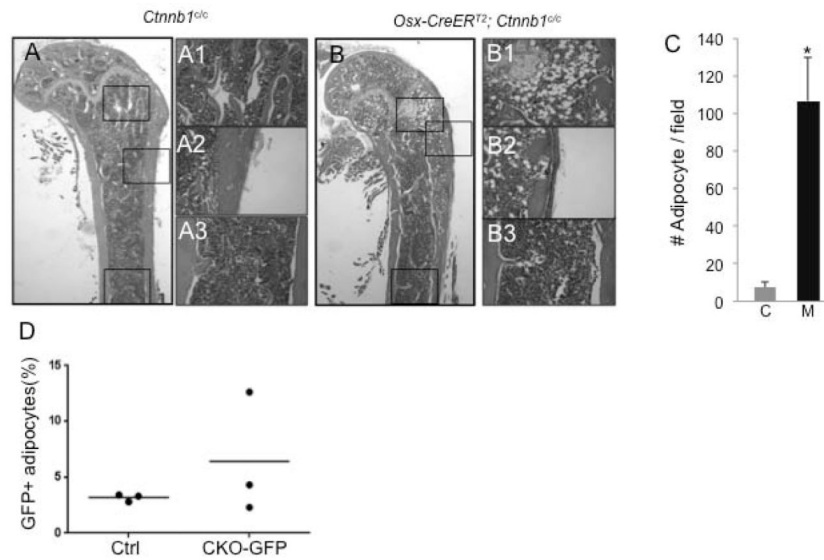 Ctnnb1c/c
Osx-CreERT2; Ctnnb1c/c
A
A1
A2
A3
B
B1
B2
B3
C
# Adipocyte / field
140
120
100
80
60
40
20
0
*
C
M
D
GFP+ adipocytes(%)
15
10
5
0
Ctrl
CKO-GFP